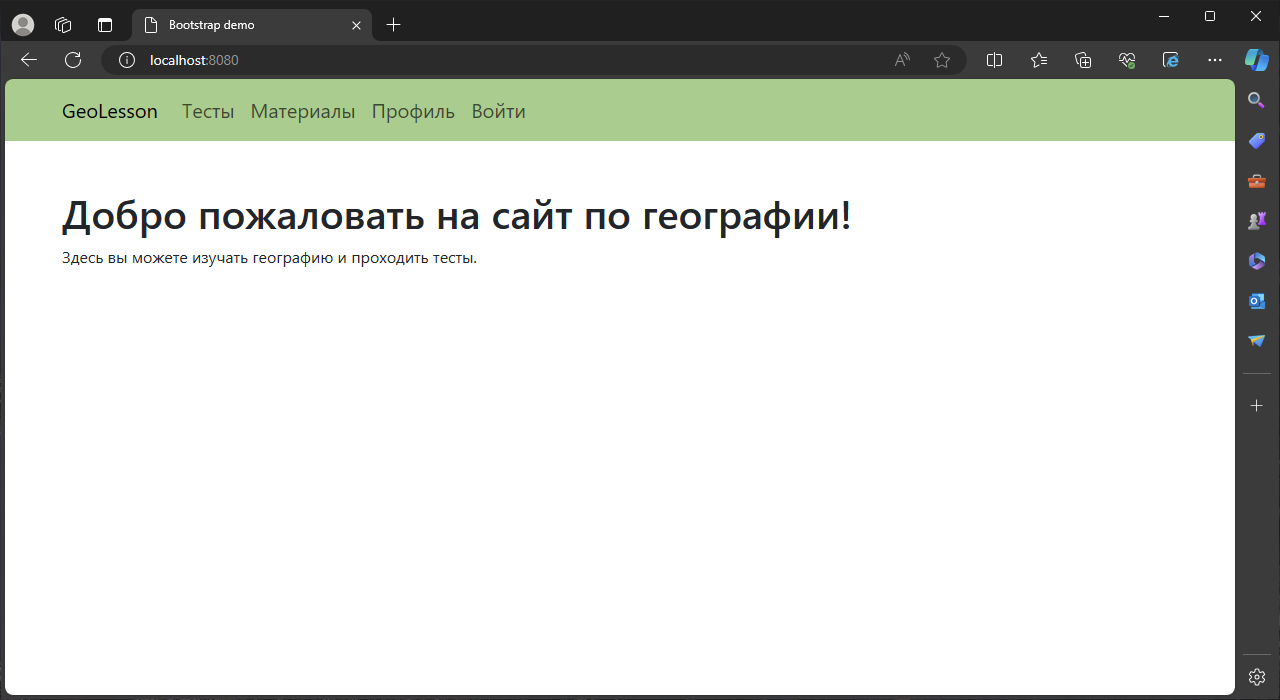 Bootstrap demo
localhost:8080
GeoLesson Тесты Материалы Профиль Войти
Добро пожаловать на сайт по географии!
Здесь вы можете изучать географию и проходить тесты.